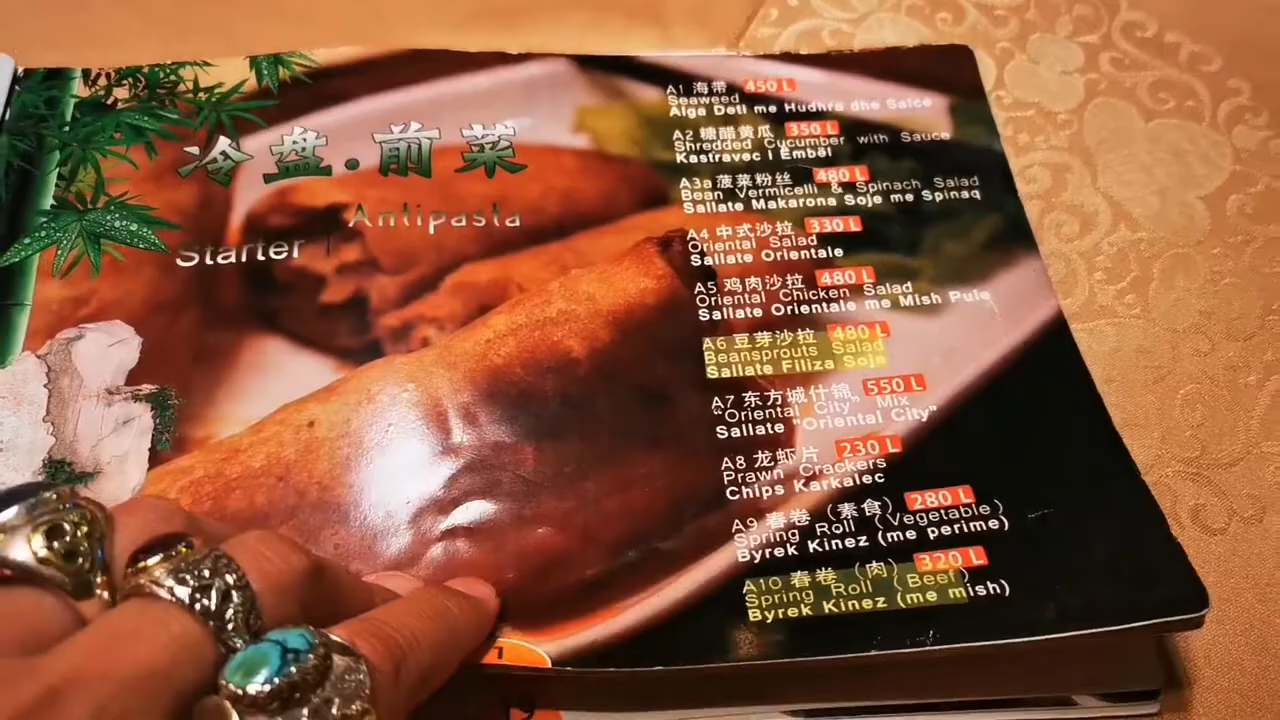 冷盘.前菜
Antipasta
Starter
A1 海带 450 L
Seaweed
Alge Deti me Hudhra dhe Salce
A2 糖醋黄瓜 350 L
Shredded Cucumber with Sauce
Kastravec i Embël
A3a 菠菜粉丝 480 L
Bean Vermicelli & Spinach Salad
Sallate Makarona Soje me Spinaq
A4 中式沙拉 330 L
Oriental Salad
Sallate Orientale
A5 鸡肉沙拉 480 L
Oriental Chicken Salad
Sallate Orientale me Mish Pule
A6 豆芽沙拉 480 L
Beansprouts Salad
Sallate Filiza Soje
A7 东方城什锦 550 L
"Oriental City" Mix
Sallate "Oriental City"
A8 龙虾片 230 L
Prawn Crackers
Chips Karkalec
A9 春卷（素食） 280 L
Spring Roll (Vegetable)
Byrek Kinez (me perime)
A10 春卷（肉） 320 L
Spring Roll (Beef)
Byrek Kinez (me mish)
1